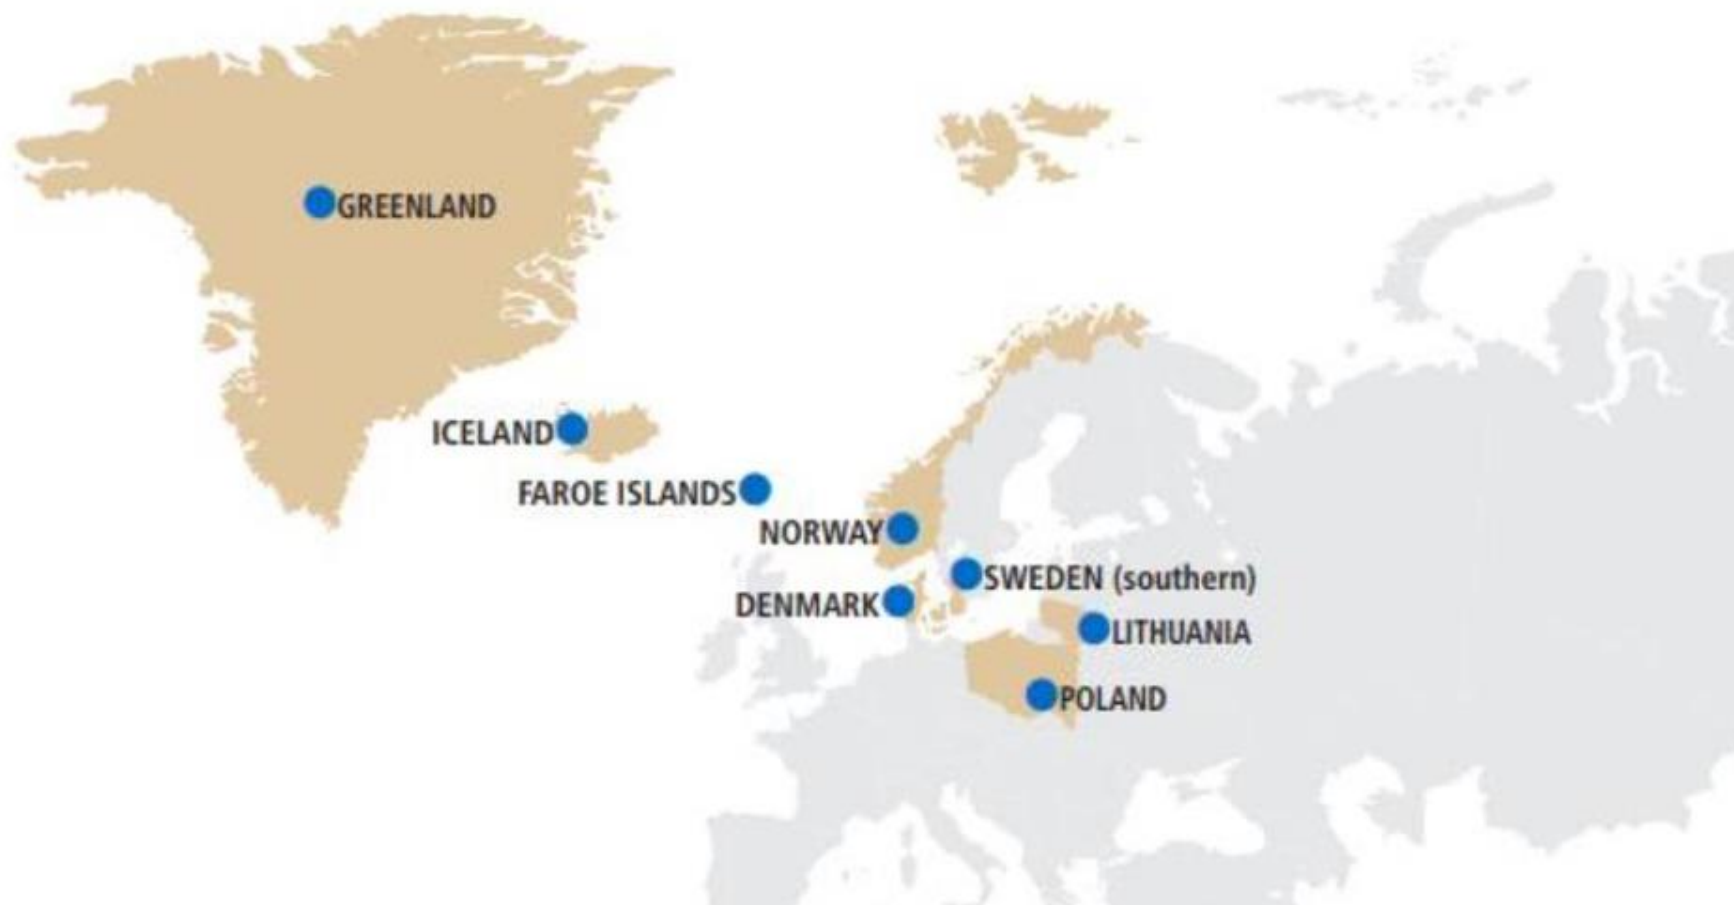 GREENLAND
ICELAND
FAROE ISLANDS
NORWAY
SWEDEN (southern)
DENMARK
LITHUANIA
POLAND